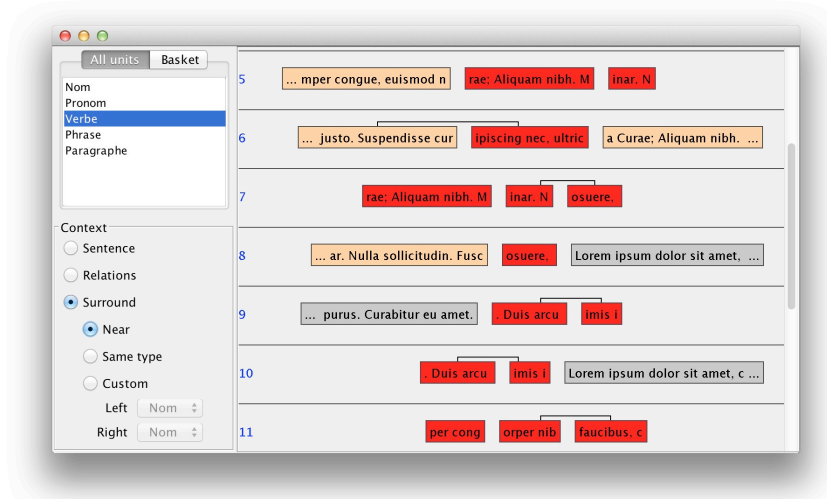 All units Basket
Nom
Pronom
Verbe
Phrase
Paragraphe
Context
Sentence
Relations
Surround
Near
Same type
Custom
Left Nom
Right Nom
5 ... mper congue, euismod n rae; Aliquam nibh. M inar. N
6 ... justo. Suspendisse cur ipiscing nec, ultric a Curae; Aliquam nibh. ...
7 rae; Aliquam nibh. M inar. N osuere,
8 ... ar. Nulla sollicitudin. Fusc osuere, Lorem ipsum dolor sit amet, ...
9 ... purus. Curabitur eu amet. . Duis arcu imis i
10 . Duis arcu imis i Lorem ipsum dolor sit amet, c ...
11 per cong orper nib faucibus, c